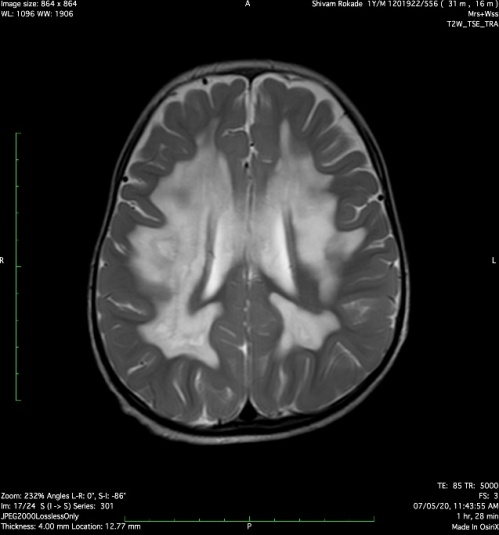 Image size: 864 x 864
WL: 1096 WW: 1906
A
Shivam Rokade 1Y/M 1201922/556 ( 31 m , 16 m )
Mrs+Wss
T2W_TSE_TRA
R
L
Zoom: 232% Angles L-R: 0°, S-I: -86°
Im: 17/24 S (I -> S) Series: 301
JPEG2000LosslessOnly
Thickness: 4.00 mm Location: 12.77 mm
P
TE: 85 TR: 5000
FS: 3
07/05/20, 11:43:55 AM
1 hr, 28 min
Made In OsiriX